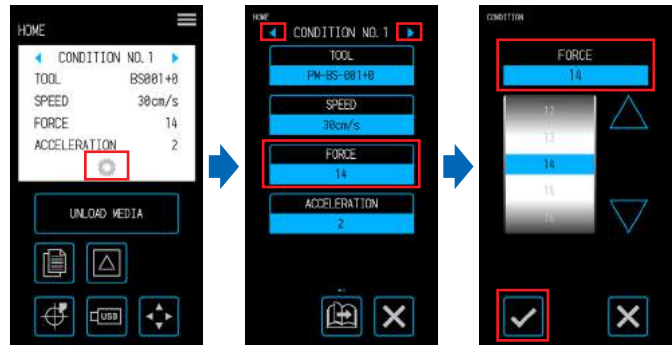 HOME
CONDITION NO. 1
TOOL BS001+0
SPEED 30cm/s
FORCE 14
ACCELERATION 2
UNLOAD MEDIA
USB
HOME
CONDITION NO. 1
TOOL
PM-BS-001+0
SPEED
30cm/s
FORCE
14
ACCELERATION
2
CONDITION
FORCE
14
12
13
14
15
16